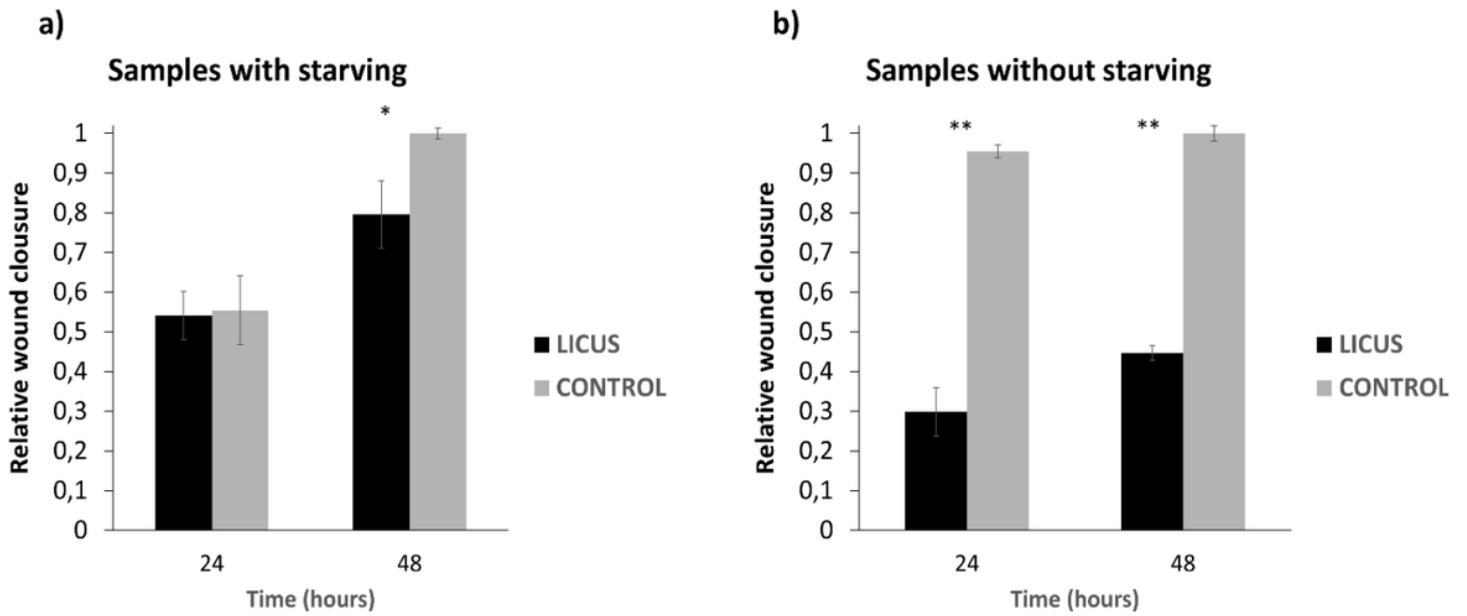 a)
Samples with starving
*
1
0,9
0,8
0,7
0,6
0,5
0,4
0,3
0,2
0,1
0
Relative wound clousure
24
48
Time (hours)
LICUS
CONTROL
b)
Samples without starving
**
**
1
0,9
0,8
0,7
0,6
0,5
0,4
0,3
0,2
0,1
0
Relative wound clousure
24
48
Time (hours)
LICUS
CONTROL